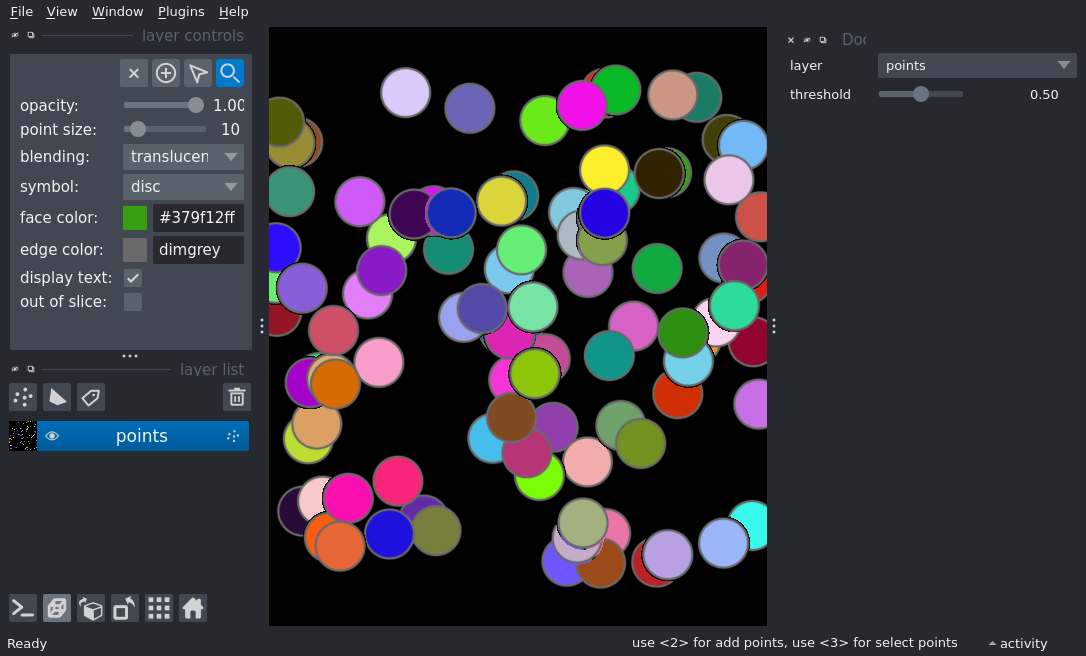 File View Window Plugins Help
layer controls
opacity: 1.00
point size: 10
blending: translucen
symbol: disc
face color: #379f12ff
edge color: dimgrey
display text:
out of slice:
layer list
points
Doc
layer points
threshold 0.50
Ready
use <2> for add points, use <3> for select points
activity